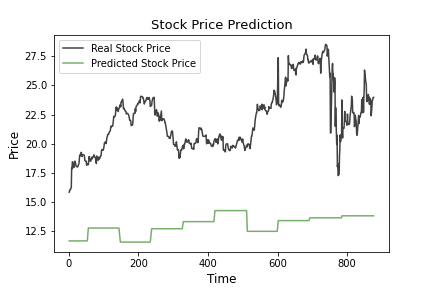 Stock Price Prediction
Real Stock Price
Predicted Stock Price
27.5
25.0
22.5
20.0
17.5
15.0
12.5
Price
0 200 400 600 800
Time